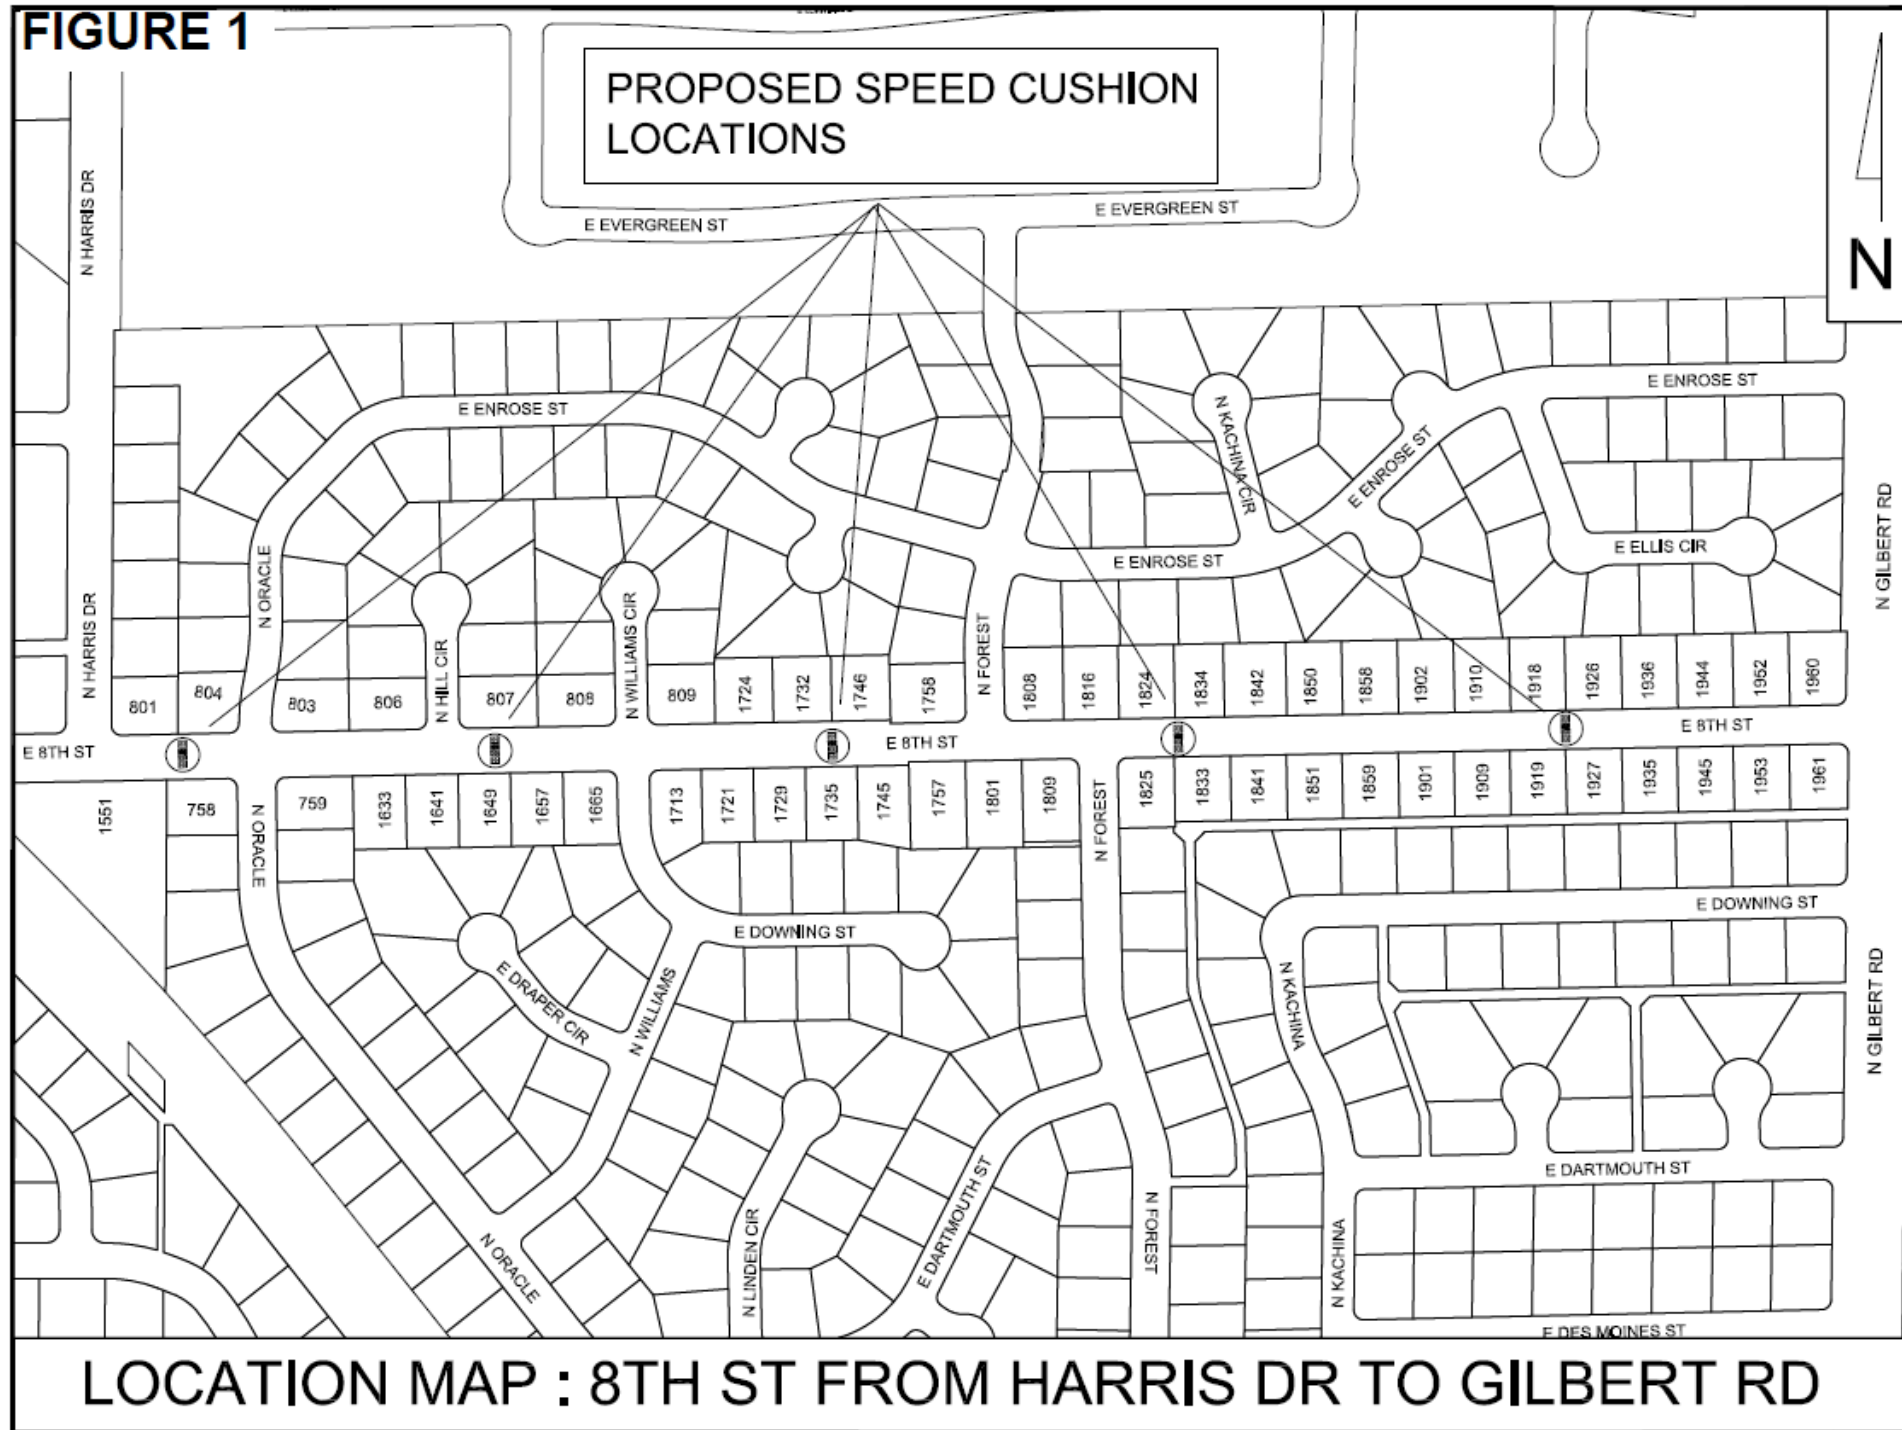 FIGURE 1
PROPOSED SPEED CUSHION
LOCATIONS
N
N HARRIS DR
E EVERGREEN ST
E EVERGREEN ST
E ENROSE ST
E ENROSE ST
N KACHINA CIR
E ENROSE ST
N GILBERT RD
E ELLIS CIR
E ENROSE ST
N ORACLE
N HARRIS DR
N HILL CIR
N WILLIAMS CIR
N FOREST
801
804
803
806
807
808
809
1724
1732
1746
1758
1808
1816
1824
1834
1842
1850
1858
1902
1910
1918
1926
1936
1944
1952
1960
E 8TH ST
E 8TH ST
E 8TH ST
1551
758
759
1633
1641
1649
1657
1665
1713
1721
1729
1735
1745
1757
1801
1809
1825
1833
1841
1851
1859
1901
1909
1919
1927
1935
1945
1953
1961
N ORACLE
N FOREST
E DOWNING ST
E DOWNING ST
E DRAPER CIR
N WILLIAMS
N KACHINA
N GILBERT RD
E DARTMOUTH ST
E DARTMOUTH ST
N ORACLE
N LINDEN CIR
N FOREST
N KACHINA
E DES MOINES ST
LOCATION MAP : 8TH ST FROM HARRIS DR TO GILBERT RD